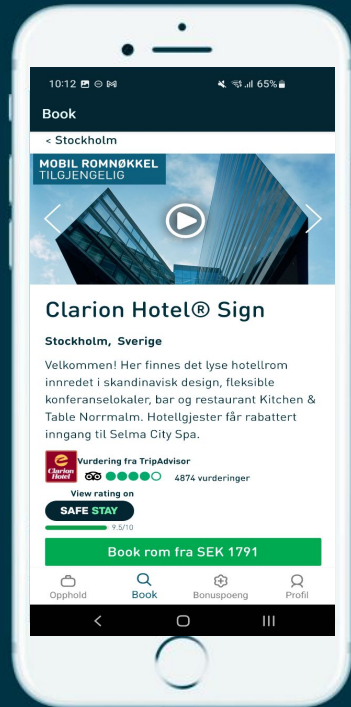 10:12 65%
Book
< Stockholm
MOBIL ROMNØKKEL
TILGJENGELIG
Clarion Hotel® Sign
Stockholm, Sverige
Velkommen! Her finnes det lyse hotellrom
innredet i skandinavisk design, fleksible
konferanselokaler, bar og restaurant Kitchen &
Table Norrmalm. Hotellgjester får rabattert
inngang til Selma City Spa.
Clarion
Hotel
Vurdering fra TripAdvisor
4874 vurderinger
View rating on
SAFE STAY
9.5/10
Book rom fra SEK 1791
Opphold Book Bonuspoeng Profil